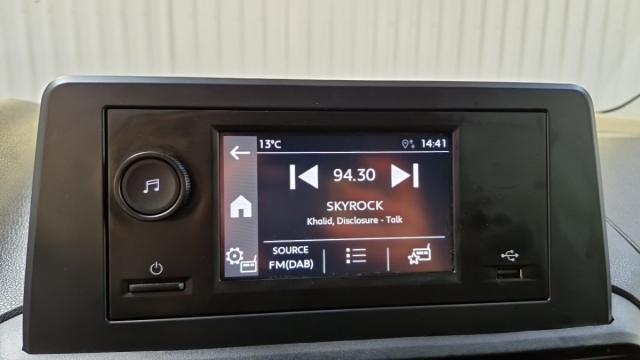 13°C 14:41
94.30
SKYROCK
Khalid, Disclosure - Talk
SOURCE
FM(DAB)